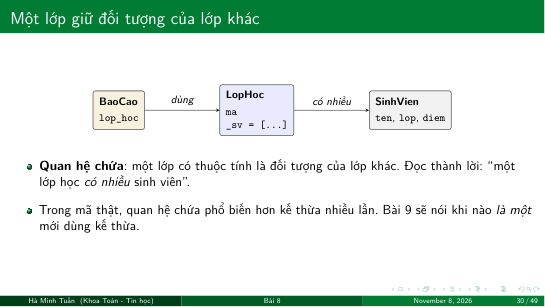 Một lớp giữ đối tượng của lớp khác
BaoCao
lop_hoc
dùng
LopHoc
ma
_sv = [...]
có nhiều
SinhVien
ten, lop, diem
Quan hệ chứa: một lớp có thuộc tính là đối tượng của lớp khác. Đọc thành lời: “một
lớp học có nhiều sinh viên”.
Trong mã thật, quan hệ chứa phổ biến hơn kế thừa nhiều lần. Bài 9 sẽ nói khi nào là một
mới dùng kế thừa.
Hà Minh Tuấn (Khoa Toán - Tin học)
Bài 8
November 8, 2026
30 / 49